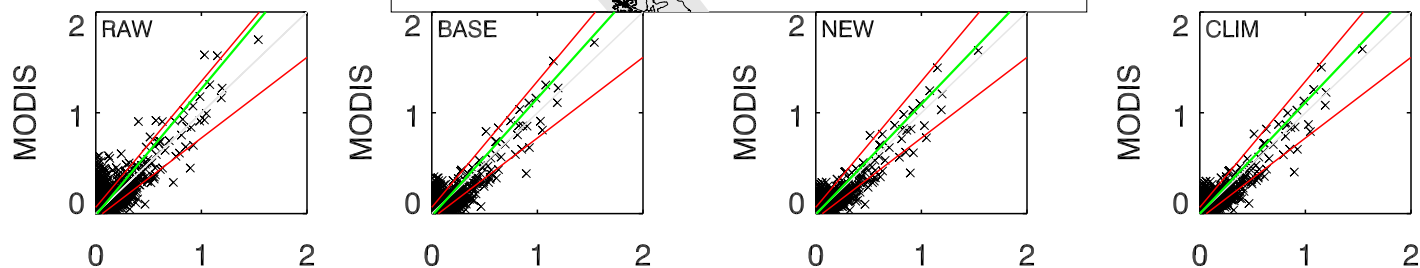 2 RAW 2 BASE 2 NEW 2 CLIM
MODIS 1 MODIS 1 MODIS 1 MODIS 1
0 0 0 0
0 1 2 0 1 2 0 1 2 0 1 2